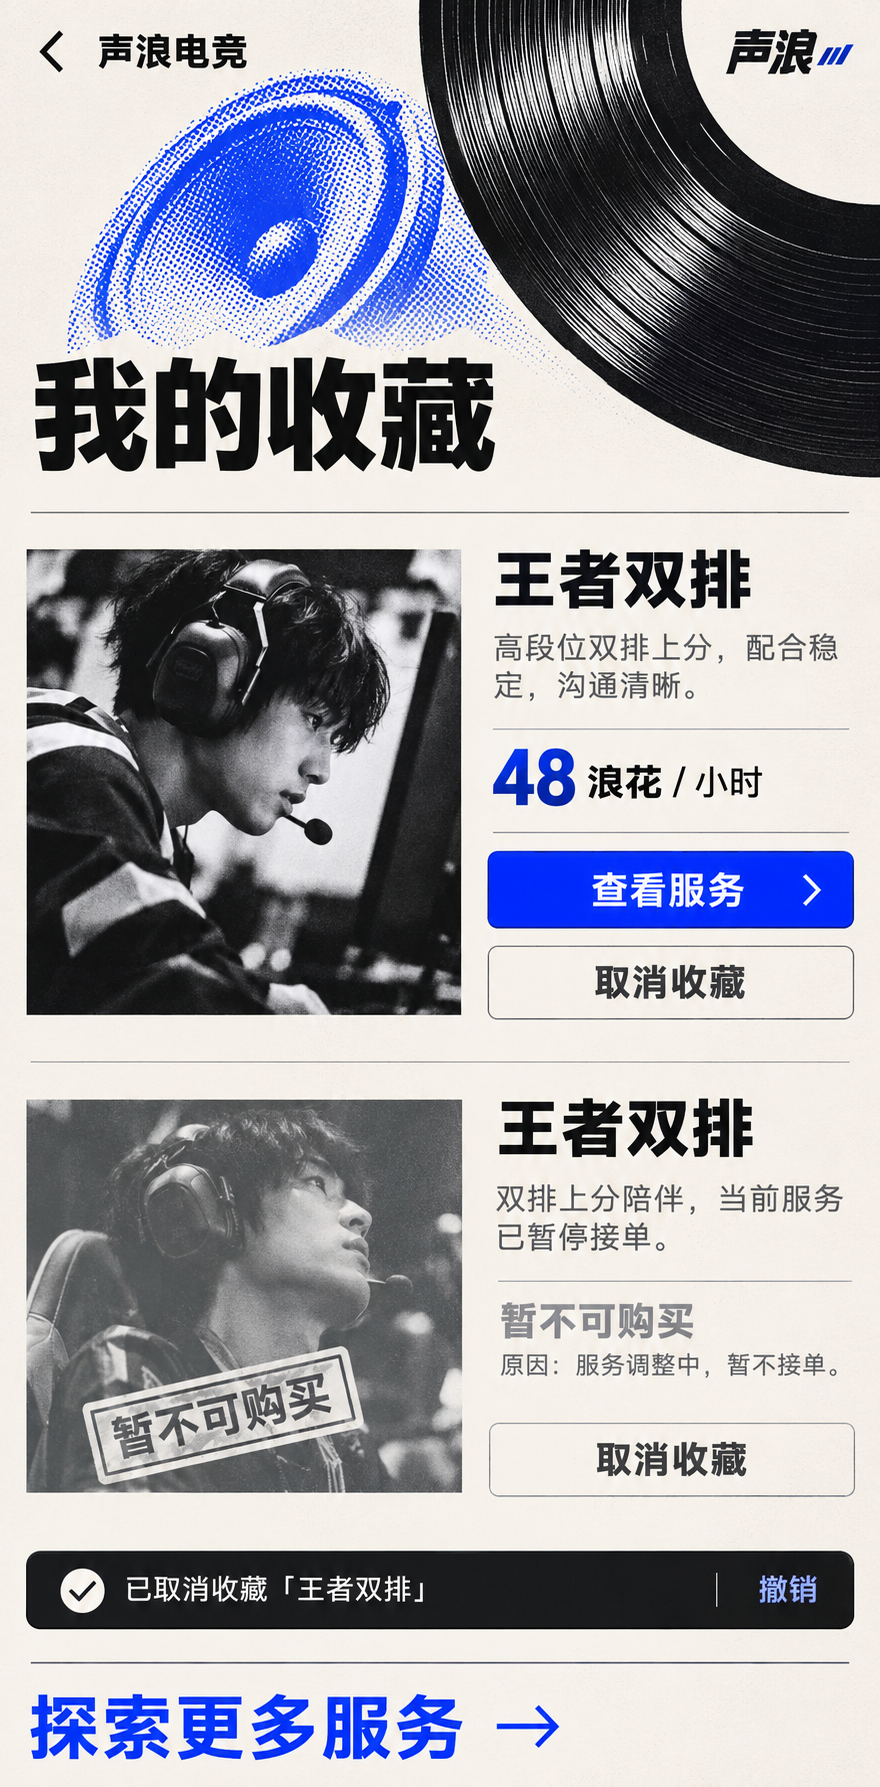 声浪电竞
声浪
我的收藏
王者双排
高段位双排上分，配合稳
定，沟通清晰。
48 浪花 / 小时
查看服务
取消收藏
王者双排
双排上分陪伴，当前服务
已暂停接单。
暂不可购买
原因：服务调整中，暂不接单。
暂不可购买
取消收藏
已取消收藏「王者双排」
撤销
探索更多服务 →